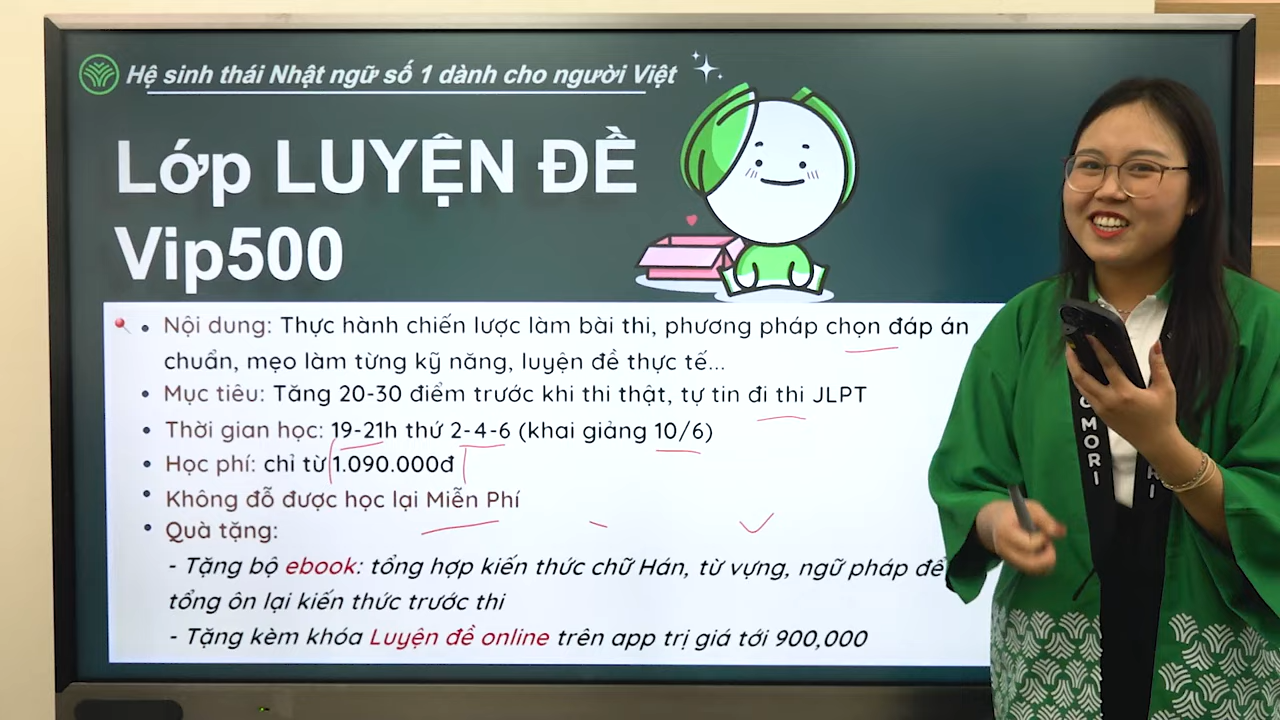 Hệ sinh thái Nhật ngữ số 1 dành cho người Việt
Lớp LUYỆN ĐỀ
Vip500
• Nội dung: Thực hành chiến lược làm bài thi, phương pháp chọn đáp án
chuẩn, mẹo làm từng kỹ năng, luyện đề thực tế...
• Mục tiêu: Tăng 20-30 điểm trước khi thi thật, tự tin đi thi JLPT
• Thời gian học: 19-21h thứ 2-4-6 (khai giảng 10/6)
• Học phí: chỉ từ 1.090.000đ
• Không đỗ được học lại Miễn Phí
• Quà tặng:
- Tặng bộ ebook: tổng hợp kiến thức chữ Hán, từ vựng, ngữ pháp để
tổng ôn lại kiến thức trước thi
- Tặng kèm khóa Luyện đề online trên app trị giá tới 900,000
MORI
RI